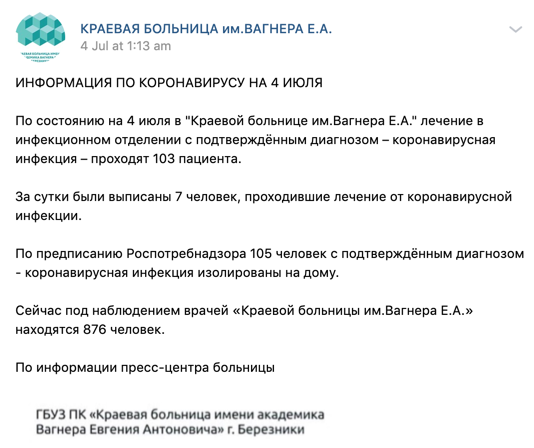 КРАЕВАЯ БОЛЬНИЦА им.ВАГНЕРА Е.А.
4 Jul at 1:13 am
ИНФОРМАЦИЯ ПО КОРОНАВИРУСУ НА 4 ИЮЛЯ
По состоянию на 4 июля в "Краевой больнице им.Вагнера Е.А." лечение в
инфекционном отделении с подтверждённым диагнозом – коронавирусная
инфекция – проходят 103 пациента.
За сутки были выписаны 7 человек, проходившие лечение от коронавирусной
инфекции.
По предписанию Роспотребнадзора 105 человек с подтверждённым диагнозом
- коронавирусная инфекция изолированы на дому.
Сейчас под наблюдением врачей «Краевой больницы им.Вагнера Е.А.»
находятся 876 человек.
По информации пресс-центра больницы
ГБУЗ ПК «Краевая больница имени академика
Вагнера Евгения Антоновича» г. Березники